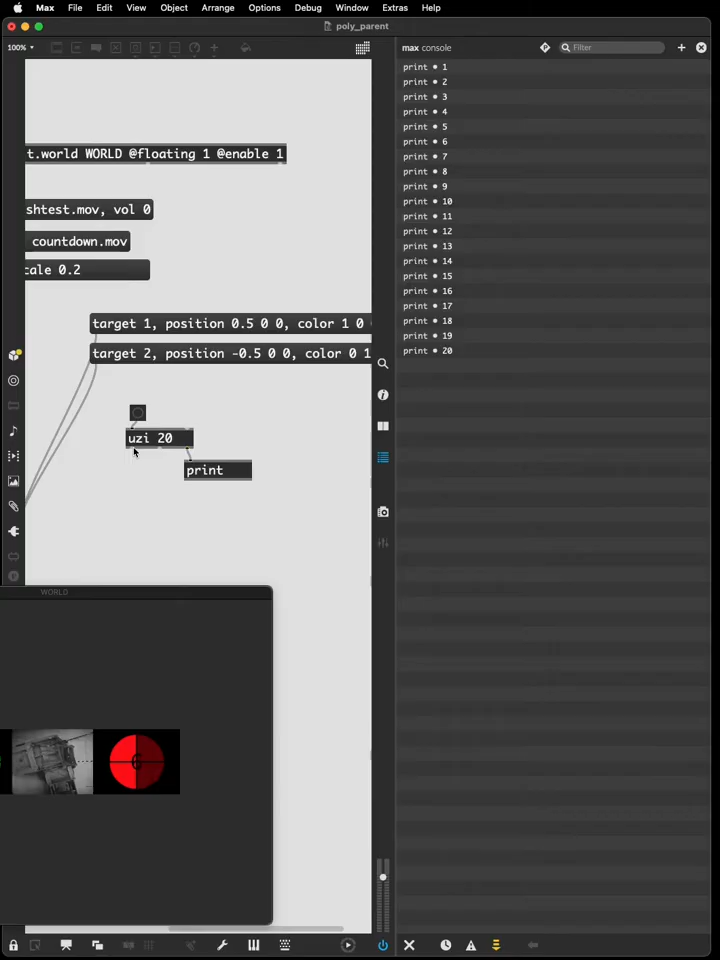 Max File Edit View Object Arrange Options Debug Window Extras Help
poly_parent
100%
max console
Filter
t.world WORLD @floating 1 @enable 1
shtest.mov, vol 0
countdown.mov
cale 0.2
target 1, position 0.5 0 0, color 1 0
target 2, position -0.5 0 0, color 0 1
uzi 20
print
WORLD
print • 1
print • 2
print • 3
print • 4
print • 5
print • 6
print • 7
print • 8
print • 9
print • 10
print • 11
print • 12
print • 13
print • 14
print • 15
print • 16
print • 17
print • 18
print • 19
print • 20